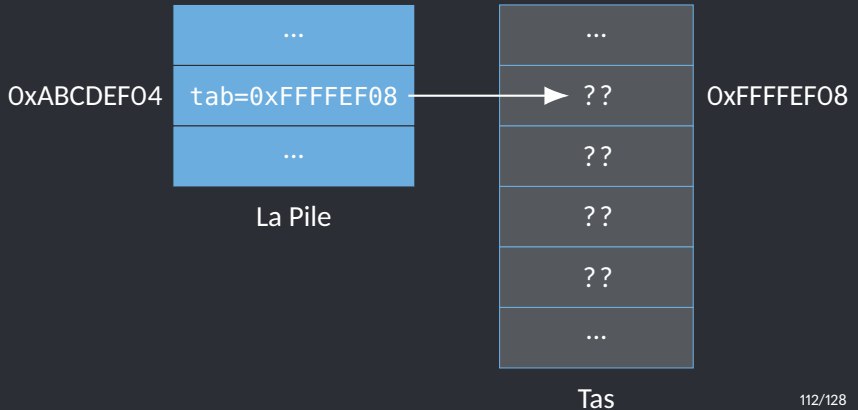 ...
...
0xABCDEF04 tab=0xFFFFEF08 ?? 0xFFFFEF08
... ??
La Pile ??
??
...
Tas
112/128